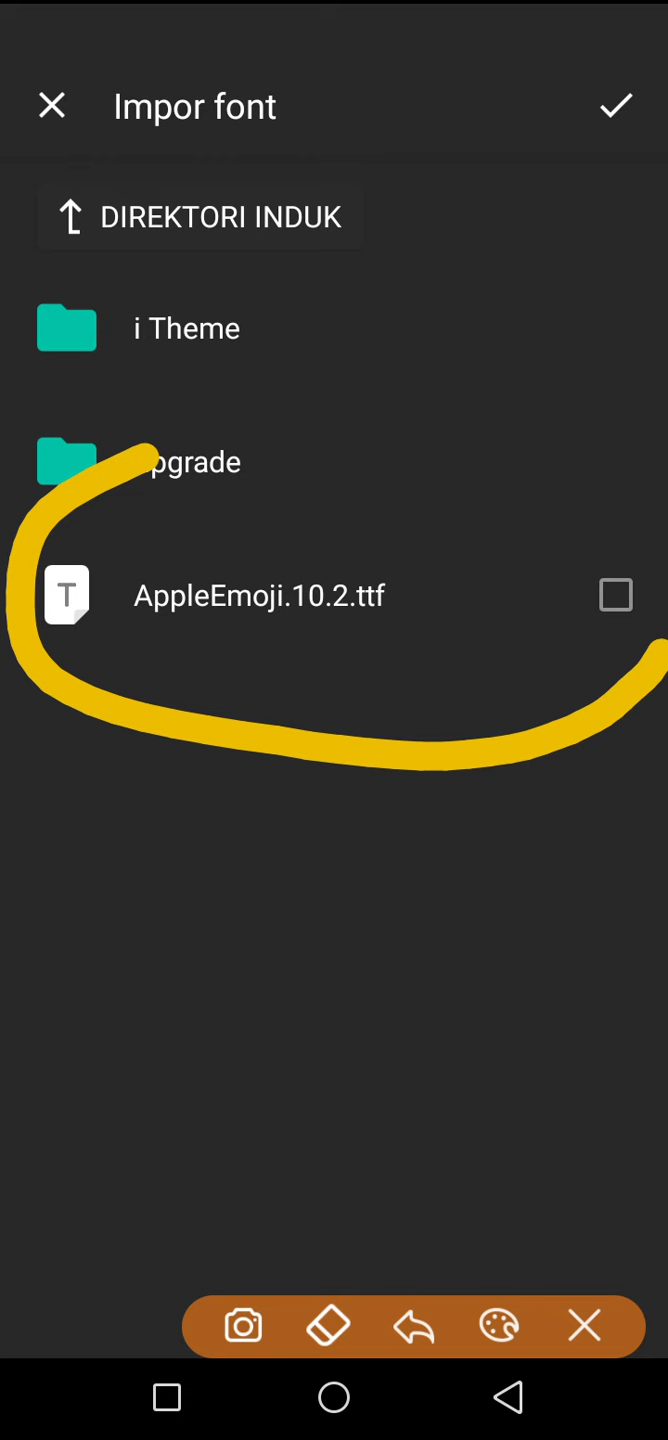 Impor font
DIREKTORI INDUK
i Theme
pgrade
T AppleEmoji.10.2.ttf